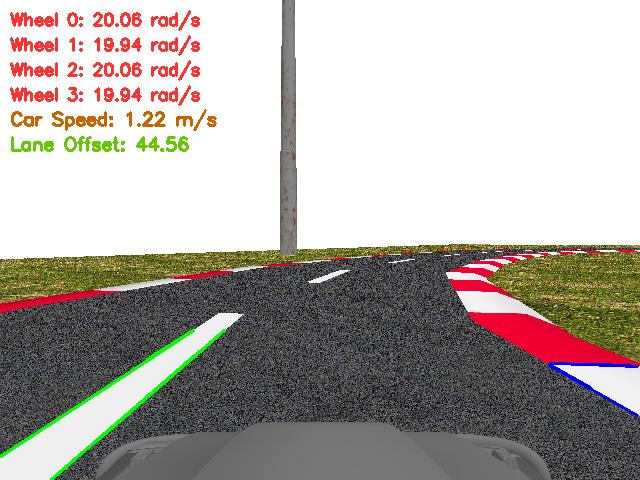 Wheel 0: 20.06 rad/s
Wheel 1: 19.94 rad/s
Wheel 2: 20.06 rad/s
Wheel 3: 19.94 rad/s
Car Speed: 1.22 m/s
Lane Offset: 44.56